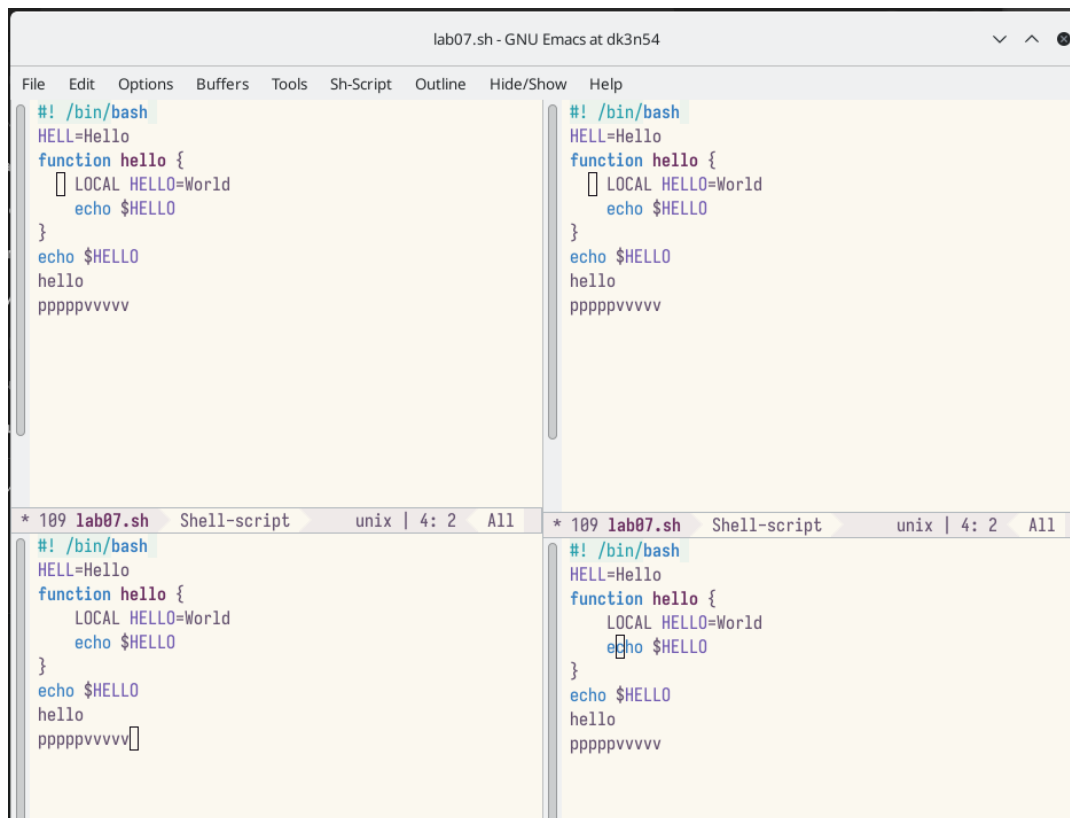 lab07.sh - GNU Emacs at dk3n54
File Edit Options Buffers Tools Sh-Script Outline Hide/Show Help
#! /bin/bash
HELL=Hello
function hello {
LOCAL HELLO=World
echo $HELLO
}
echo $HELLO
hello
pppppvvvvv
* 109 lab07.sh Shell-script unix | 4: 2 All
#! /bin/bash
HELL=Hello
function hello {
LOCAL HELLO=World
echo $HELLO
}
echo $HELLO
hello
pppppvvvvv
* 109 lab07.sh Shell-script unix | 4: 2 All
#! /bin/bash
HELL=Hello
function hello {
LOCAL HELLO=World
echo $HELLO
}
echo $HELLO
hello
pppppvvvvv
#! /bin/bash
HELL=Hello
function hello {
LOCAL HELLO=World
echo $HELLO
}
echo $HELLO
hello
pppppvvvvv